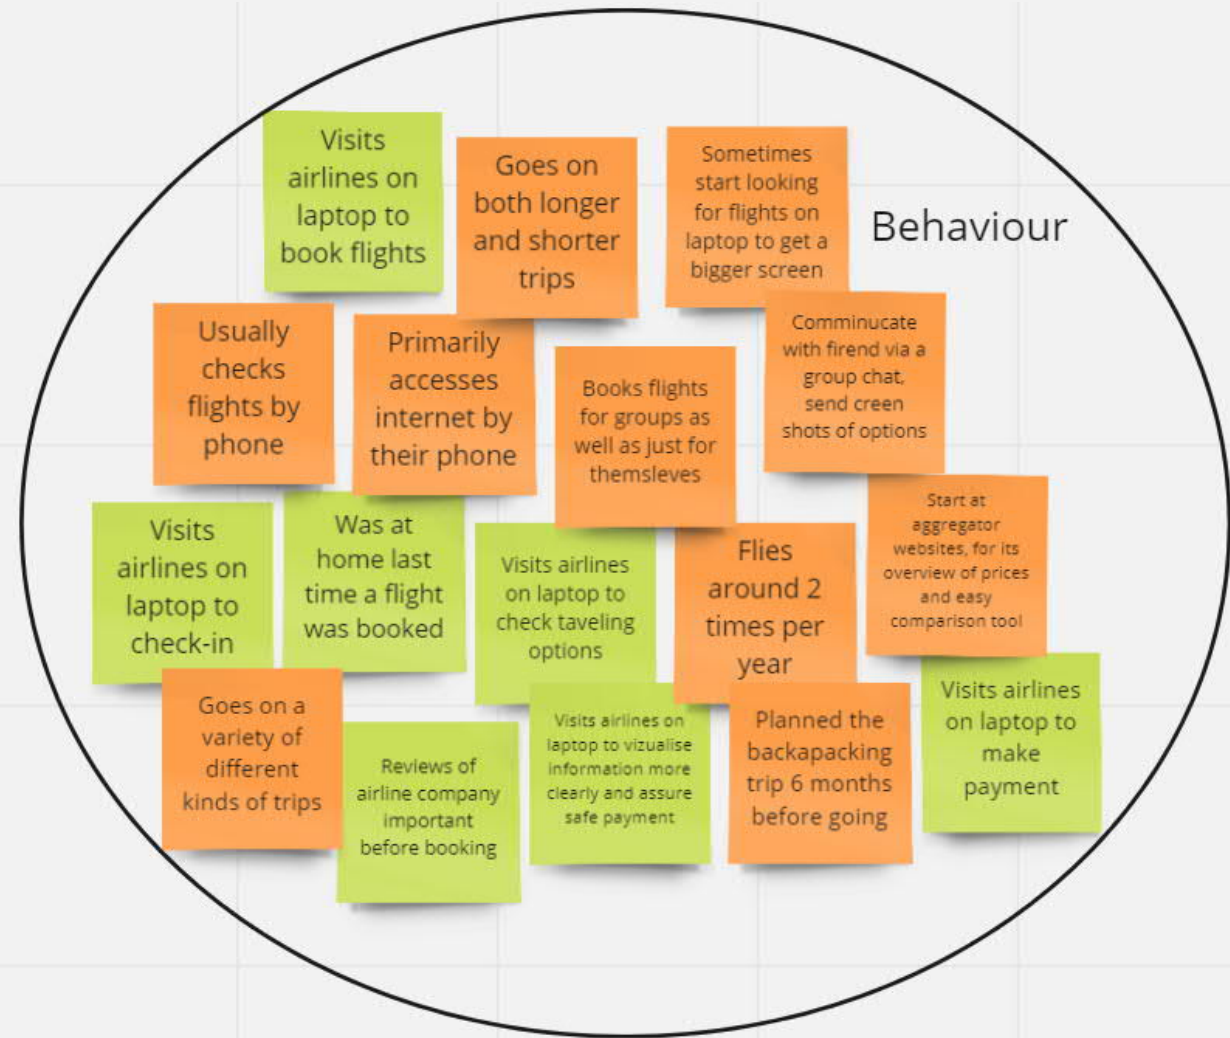 Visits
airlines on
laptop to
book flights
Goes on
both longer
and shorter
trips
Sometimes
start looking
for flights on
laptop to get a
bigger screen
Behaviour
Usually
checks
flights by
phone
Primarily
accesses
internet by
their phone
Books flights
for groups as
well as just for
themsleves
Comminucate
with firend via a
group chat,
send creen
shots of options
Visits
airlines on
laptop to
check-in
Was at
home last
time a flight
was booked
Visits airlines
on laptop to
check taveling
options
Flies
around 2
times per
year
Start at
aggregator
websites, for its
overview of prices
and easy
comparison tool
Goes on a
variety of
different
kinds of trips
Reviews of
airline company
important
before booking
Visits airlines on
laptop to vizualise
information more
clearly and assure
safe payment
Planned the
backapacking
trip 6 months
before going
Visits airlines
on laptop to
make
payment